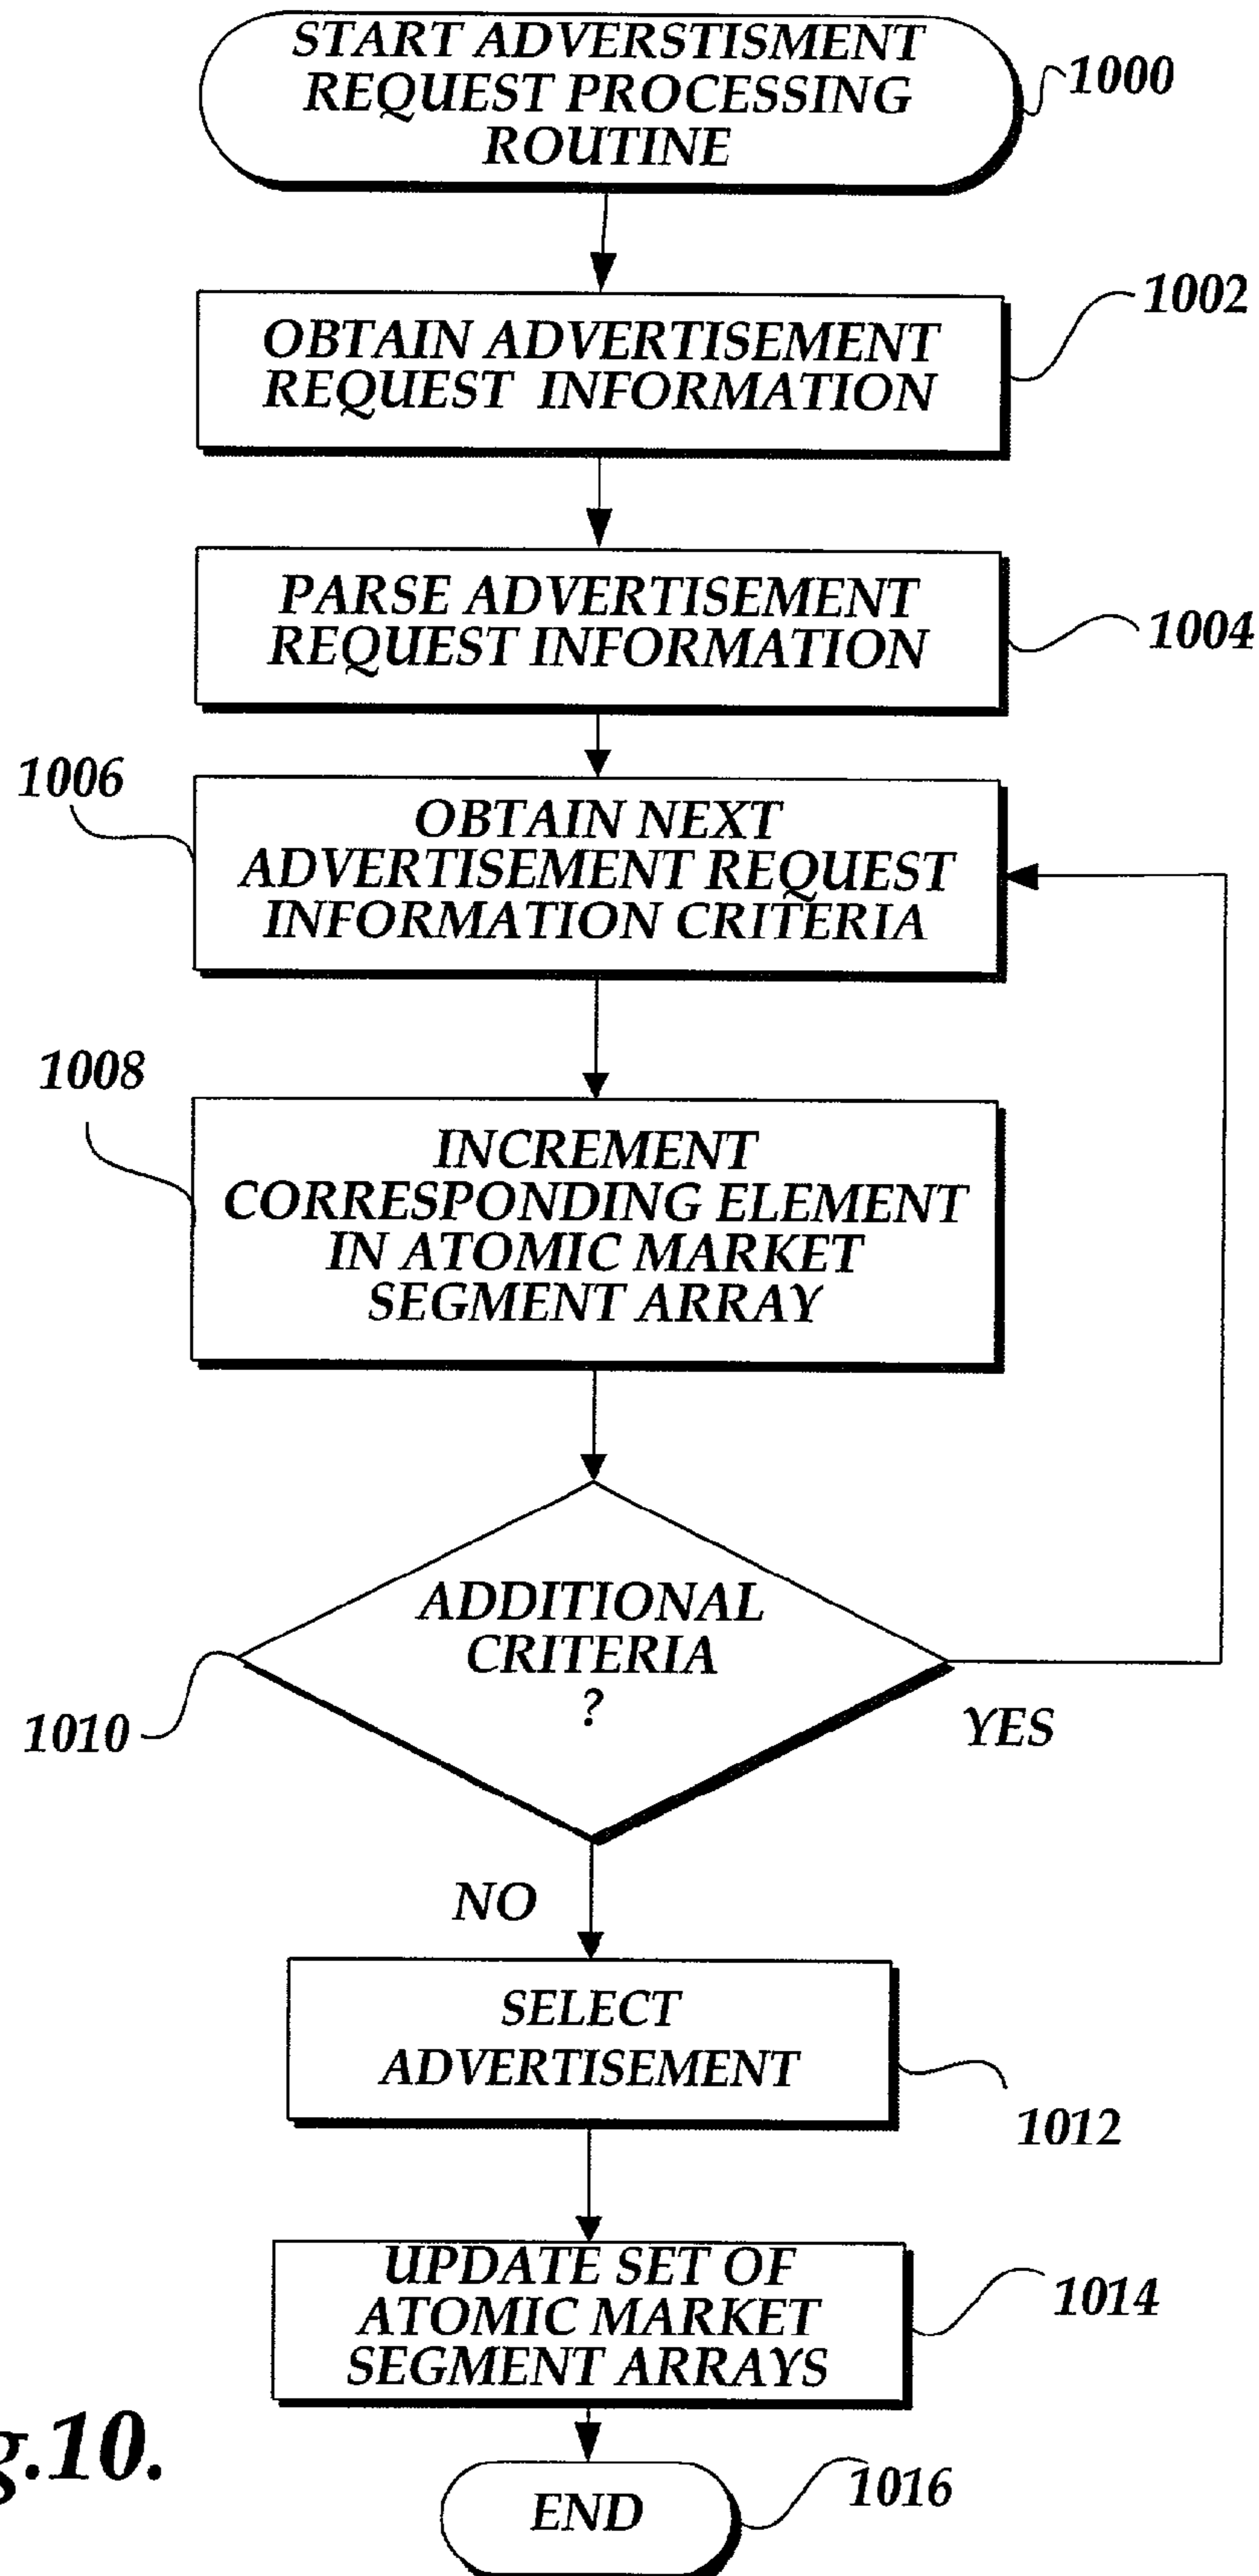 START ADVERSTISMENT
REQUEST PROCESSING
ROUTINE
1000
1002
OBTAIN ADVERTISEMENT
REQUEST INFORMATION
PARSE ADVERTISEMENT
REQUEST INFORMATION
1004
1006
OBTAIN NEXT
ADVERTISEMENT REQUEST
INFORMATION CRITERIA
1008
INCREMENT
CORRESPONDING ELEMENT
IN ATOMIC MARKET
SEGMENT ARRAY
ADDITIONAL
CRITERIA
?
1010
YES
NO
SELECT
ADVERTISEMENT
1012
UPDATE SET OF
ATOMIC MARKET
SEGMENT ARRAYS
1014
g.10.
END
1016